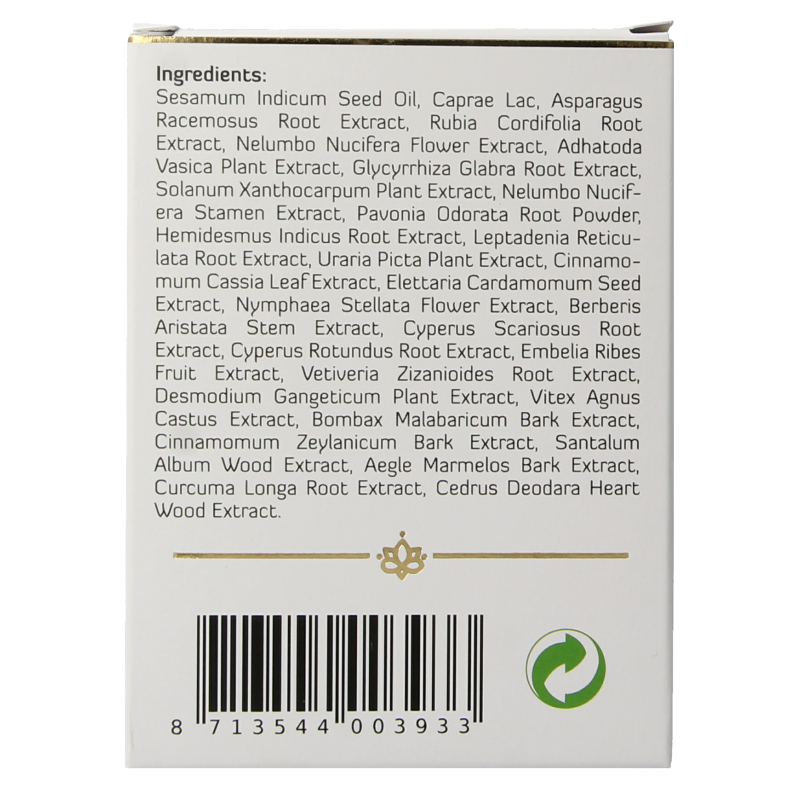 Ingredients:
Sesamum Indicum Seed Oil, Caprae Lac, Asparagus
Racemosus Root Extract, Rubia Cordifolia Root
Extract, Nelumbo Nucifera Flower Extract, Adhatoda
Vasica Plant Extract, Glycyrrhiza Glabra Root Extract,
Solanum Xanthocarpum Plant Extract, Nelumbo Nucif-
era Stamen Extract, Pavonia Odorata Root Powder,
Hemidesmus Indicus Root Extract, Leptadenia Reticu-
lata Root Extract, Uraria Picta Plant Extract, Cinnamo-
mum Cassia Leaf Extract, Elettaria Cardamomum Seed
Extract, Nymphaea Stellata Flower Extract, Berberis
Aristata Stem Extract, Cyperus Scariosus Root
Extract, Cyperus Rotundus Root Extract, Embelia Ribes
Fruit Extract, Vetiveria Zizanioides Root Extract,
Desmodium Gangeticum Plant Extract, Vitex Agnus
Castus Extract, Bombax Malabaricum Bark Extract,
Cinnamomum Zeylanicum Bark Extract, Santalum
Album Wood Extract, Aegle Marmelos Bark Extract,
Curcuma Longa Root Extract, Cedrus Deodara Heart
Wood Extract.
8 713544 003933